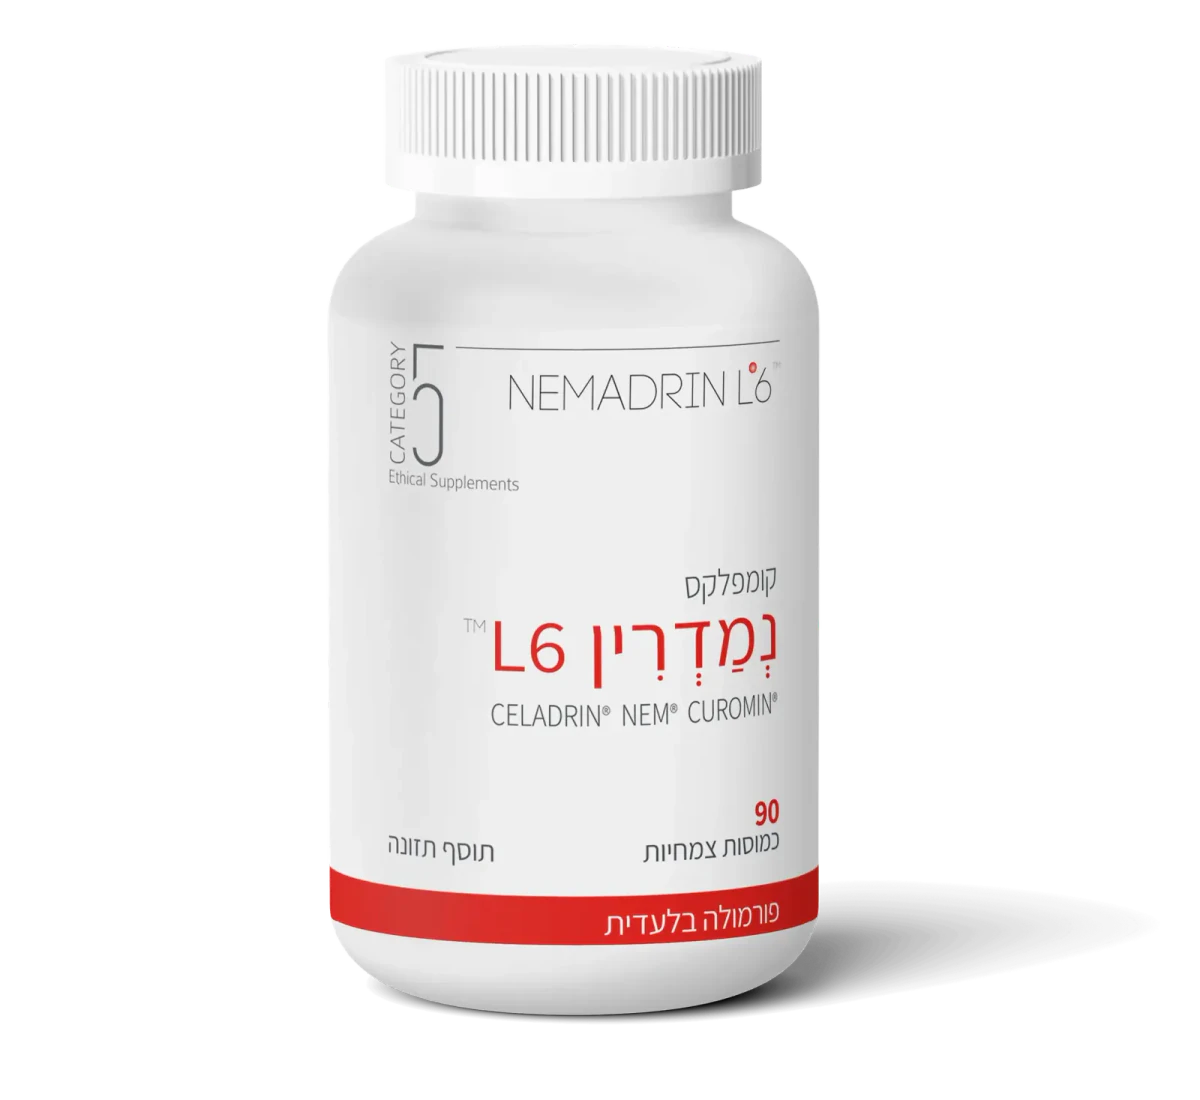 CATEGORY 5
Ethical Supplements
NEMADRIN L6™
קומפלקס
נְמַדְרִין L6™
CELADRIN® NEM® CUROMIN®
90
כמוסות צמחיות
תוסף תזונה
פורמולה בלעדית